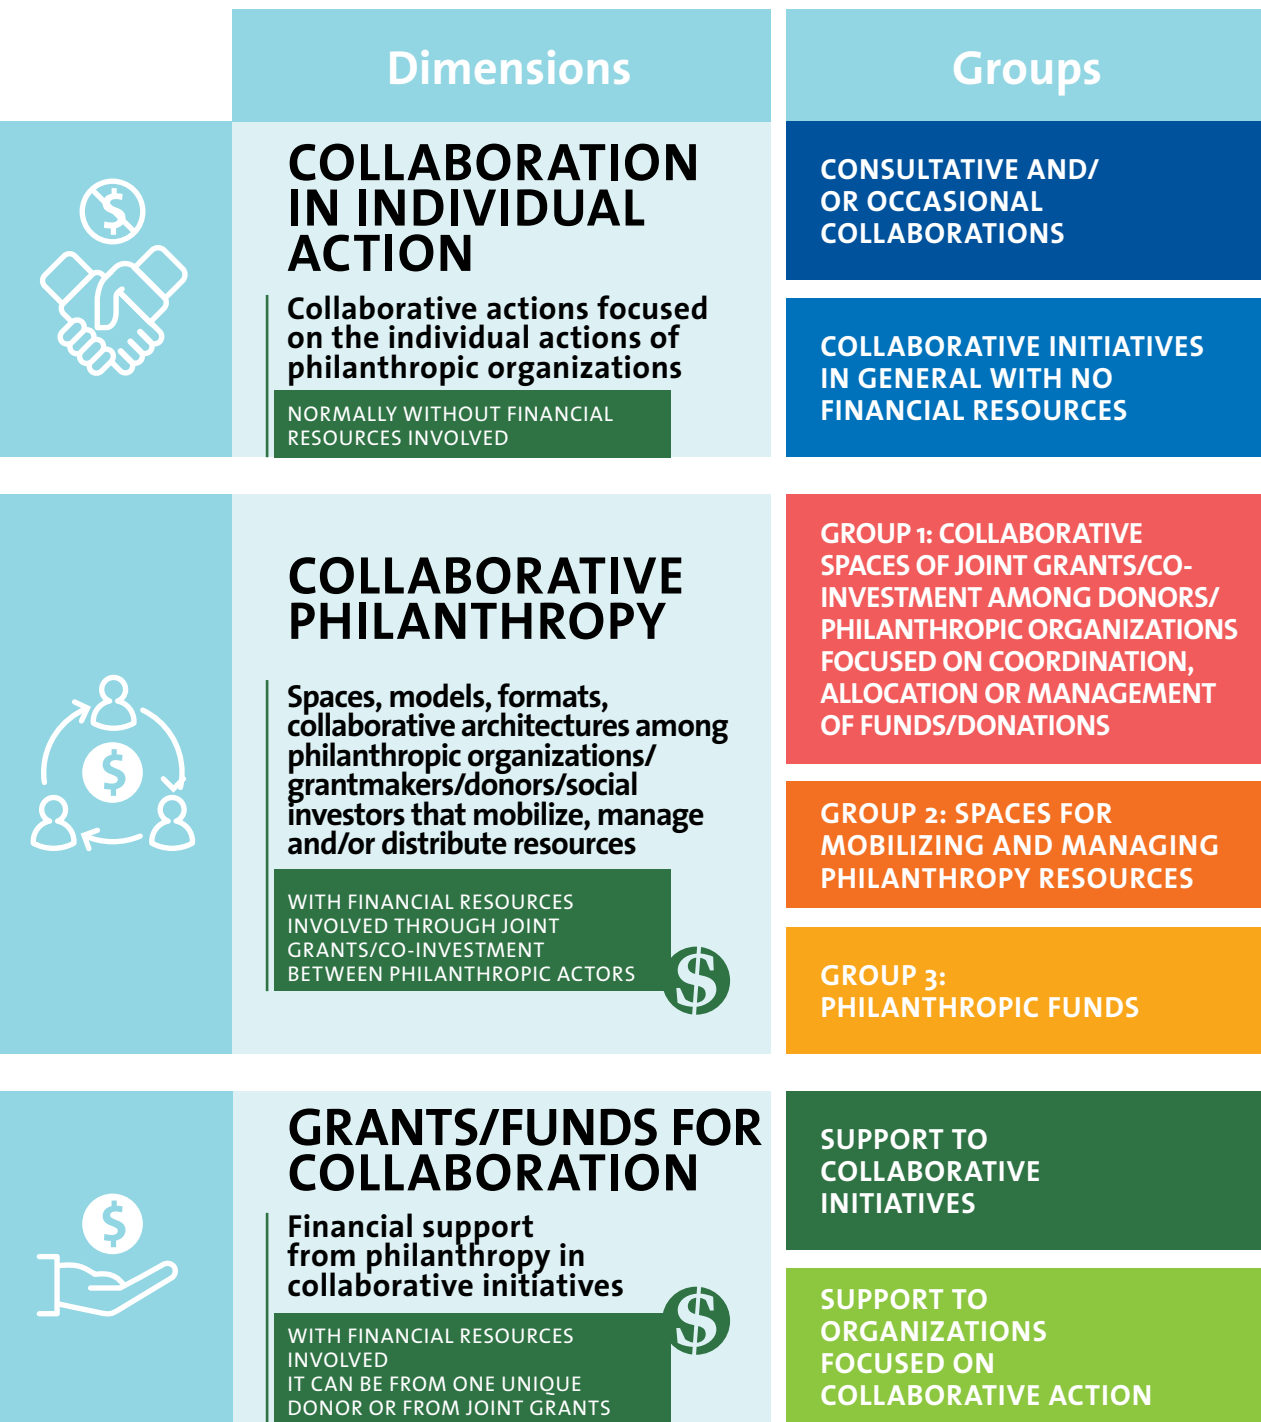 Dimensions
Groups
COLLABORATION
IN INDIVIDUAL
ACTION
Collaborative actions focused
on the individual actions of
philanthropic organizations
NORMALLY WITHOUT FINANCIAL
RESOURCES INVOLVED
CONSULTATIVE AND/
OR OCCASIONAL
COLLABORATIONS
COLLABORATIVE INITIATIVES
IN GENERAL WITH NO
FINANCIAL RESOURCES
COLLABORATIVE
PHILANTHROPY
Spaces, models, formats,
collaborative architectures among
philanthropic organizations/
grantmakers/donors/social
investors that mobilize, manage
and/or distribute resources
WITH FINANCIAL RESOURCES
INVOLVED THROUGH JOINT
GRANTS/CO-INVESTMENT
BETWEEN PHILANTHROPIC ACTORS
$
$
GROUP 1: COLLABORATIVE
SPACES OF JOINT GRANTS/CO-
INVESTMENT AMONG DONORS/
PHILANTHROPIC ORGANIZATIONS
FOCUSED ON COORDINATION,
ALLOCATION OR MANAGEMENT
OF FUNDS/DONATIONS
GROUP 2: SPACES FOR
MOBILIZING AND MANAGING
PHILANTHROPY RESOURCES
GROUP 3:
PHILANTHROPIC FUNDS
GRANTS/FUNDS FOR
COLLABORATION
Financial support
from philanthropy in
collaborative initiatives
WITH FINANCIAL RESOURCES
INVOLVED
IT CAN BE FROM ONE UNIQUE
DONOR OR FROM JOINT GRANTS
$
$
$
SUPPORT TO
COLLABORATIVE
INITIATIVES
SUPPORT TO
ORGANIZATIONS
FOCUSED ON
COLLABORATIVE ACTION